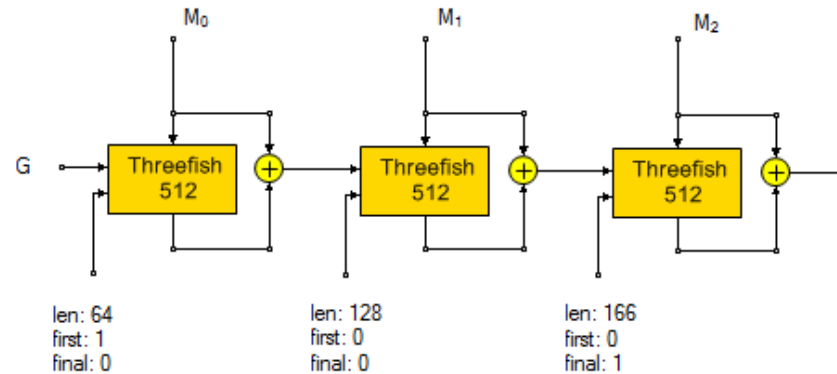 M₀
M₁
M₂
G
Threefish
512
Threefish
512
Threefish
512
len: 64
first: 1
final: 0
len: 128
first: 0
final: 0
len: 166
first: 0
final: 1